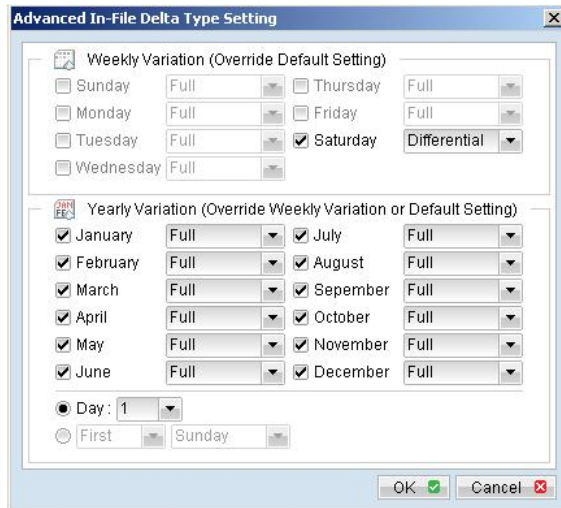 Advanced In-File Delta Type Setting
Weekly Variation (Override Default Setting)
Sunday Full Thursday Full
Monday Full Friday Full
Tuesday Full Saturday Differential
Wednesday Full
JAN
FE
Yearly Variation (Override Weekly Variation or Default Setting)
January Full July Full
February Full August Full
March Full Sepember Full
April Full October Full
May Full November Full
June Full December Full
Day : 1
First Sunday
OK Cancel